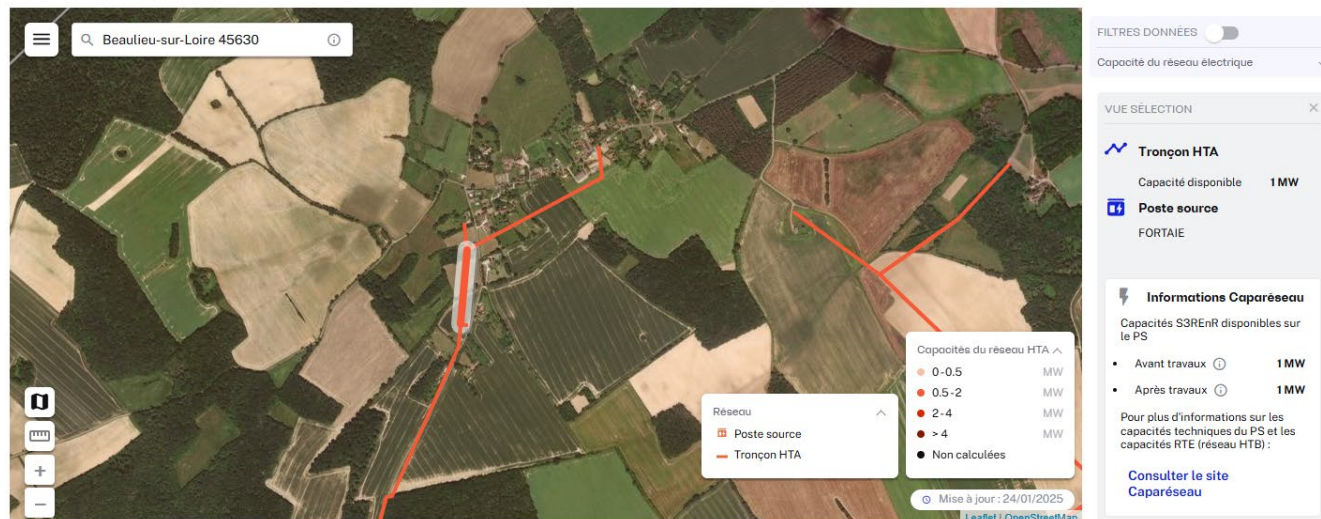 Beaulieu-sur-Loire 45630
FILTRES DONNÉES
Capacité du réseau électrique
VUE SÉLECTION
Tronçon HTA
Capacité disponible 1 MW
Poste source
FORTAIE
Informations Caparéseau
Capacités S3REnR disponibles sur
le PS
Avant travaux 1 MW
Après travaux 1 MW
Pour plus d'informations sur les
capacités techniques du PS et les
capacités RTE (réseau HTB) :
Consulter le site
Caparéseau
Capacités du réseau HTA
0-0.5 MW
0.5-2 MW
2-4 MW
> 4 MW
Non calculées
Réseau
Poste source
Tronçon HTA
Mise à jour : 24/01/2025
Leaflet | OpenStreetMap